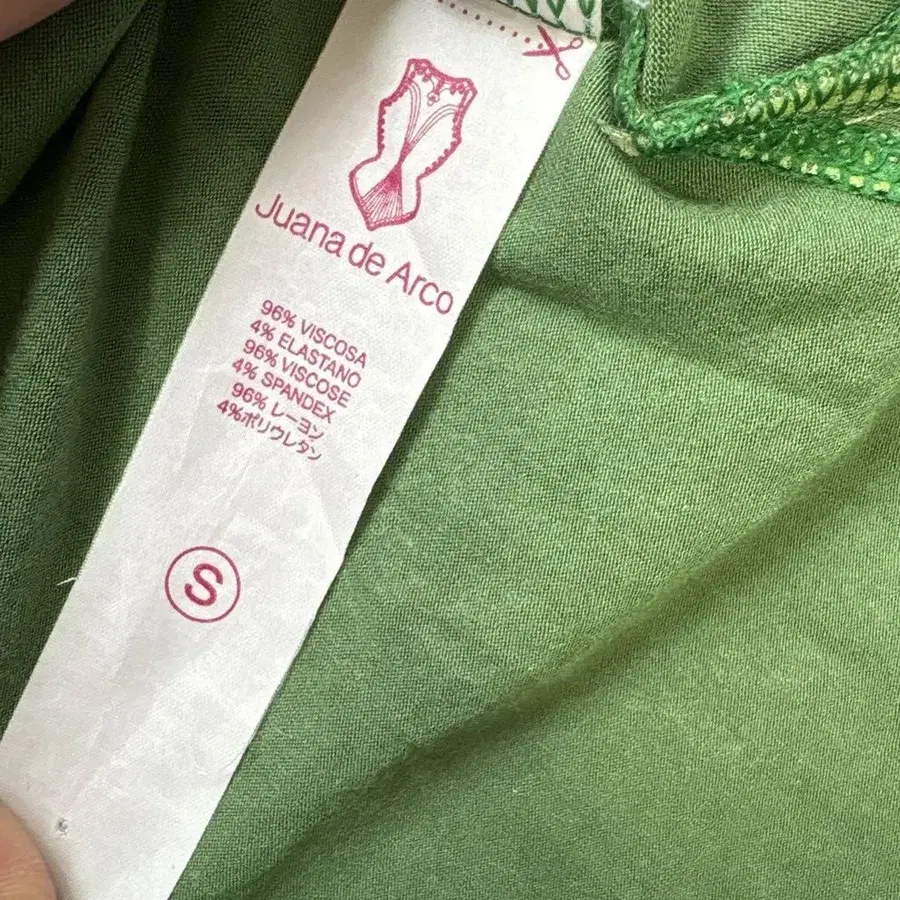 Juana de Arco
96% VISCOSA
4% ELASTANO
96% VISCOSE
4% SPANDEX
96% レーヨン
4%ポリウレタン
S